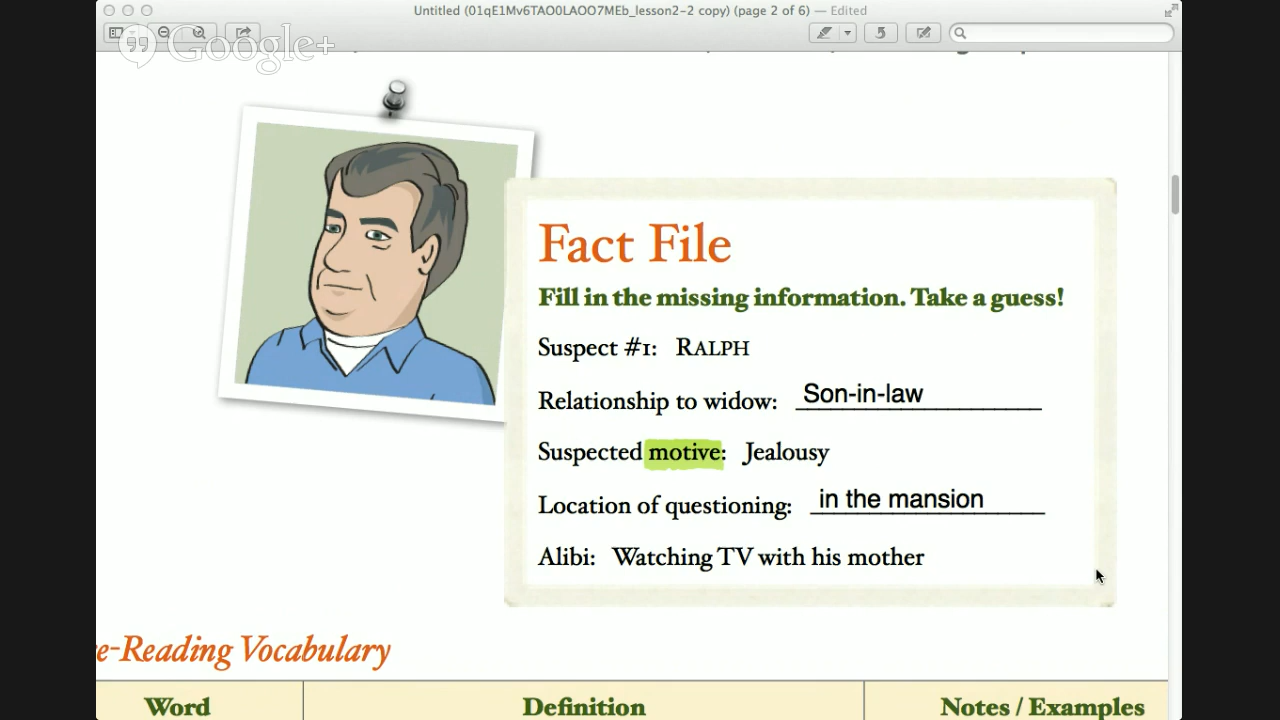 Untitled (01qE1Mv6TAO0LAOO7MEb_lesson2-2 copy) (page 2 of 6) — Edited
Google+
Fact File
Fill in the missing information. Take a guess!
Suspect #1: RALPH
Relationship to widow: Son-in-law
Suspected motive: Jealousy
Location of questioning: in the mansion
Alibi: Watching TV with his mother
e-Reading Vocabulary
Word Definition Notes / Examples